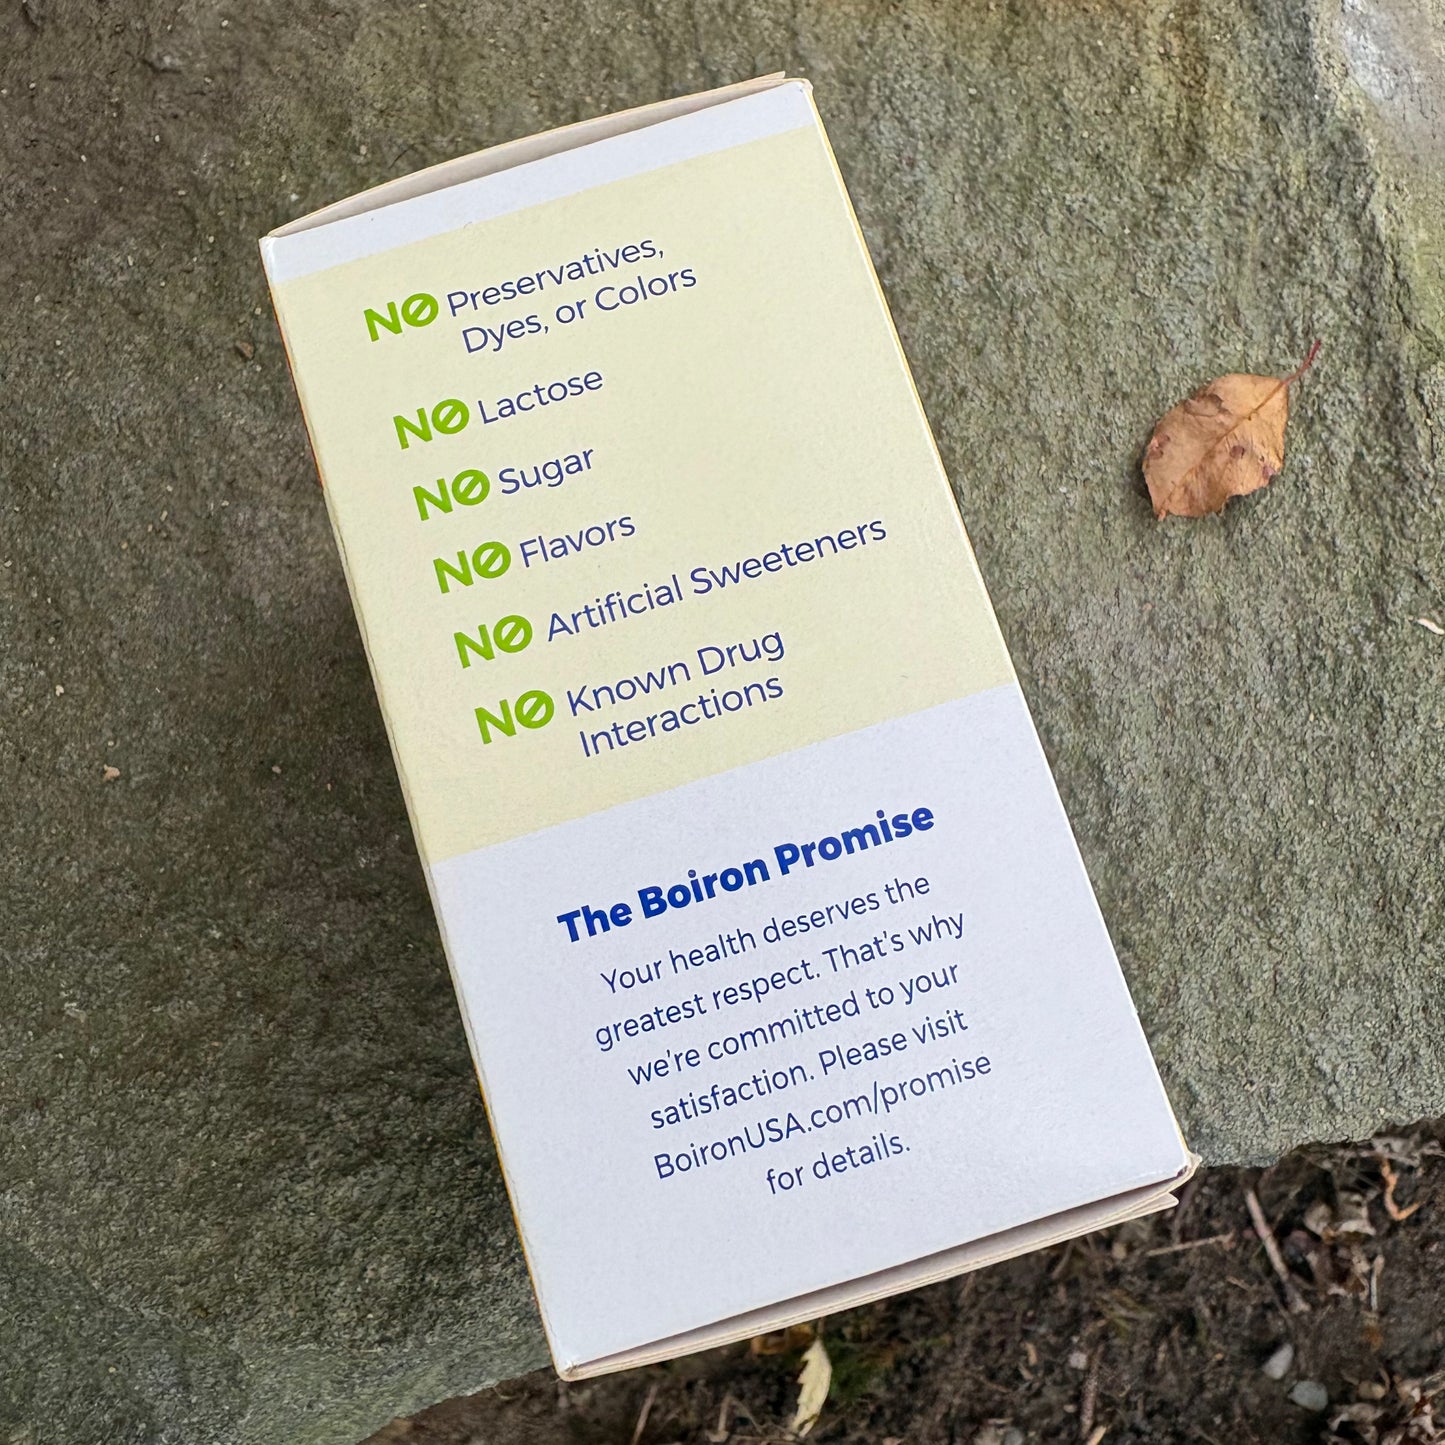 NO Preservatives,
Dyes, or Colors
NO Lactose
NO Sugar
NO Flavors
NO Artificial Sweeteners
NO Known Drug
Interactions
The Boiron Promise
Your health deserves the
greatest respect. That's why
we're committed to your
satisfaction. Please visit
BoironUSA.com/promise
for details.